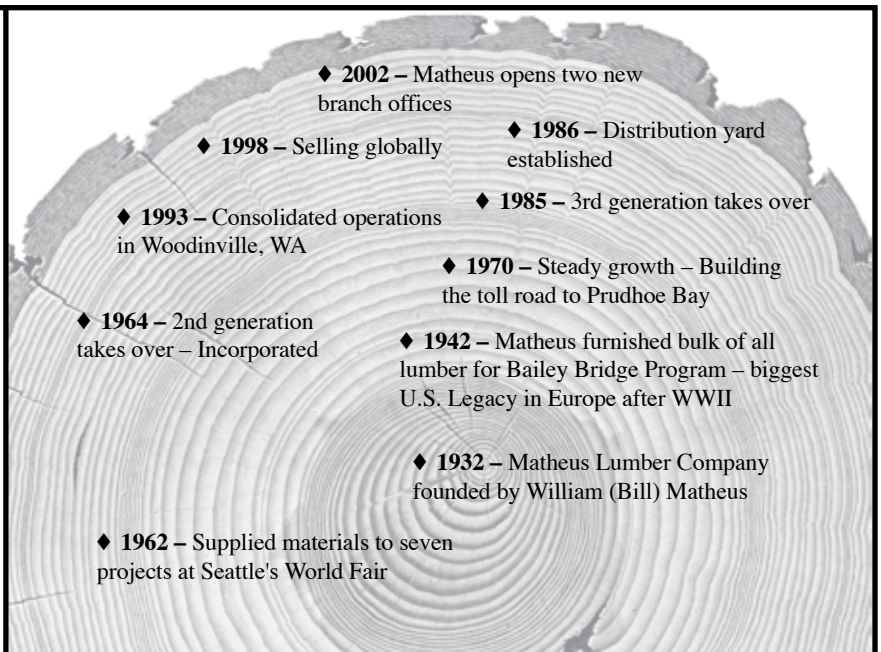 ♦ 2002 – Matheus opens two new
branch offices
♦ 1986 – Distribution yard
established
♦ 1998 – Selling globally
♦ 1985 – 3rd generation takes over
♦ 1993 – Consolidated operations
in Woodinville, WA
♦ 1970 – Steady growth – Building
the toll road to Prudhoe Bay
♦ 1964 – 2nd generation
takes over – Incorporated
♦ 1942 – Matheus furnished bulk of all
lumber for Bailey Bridge Program – biggest
U.S. Legacy in Europe after WWII
♦ 1932 – Matheus Lumber Company
founded by William (Bill) Matheus
♦ 1962 – Supplied materials to seven
projects at Seattle's World Fair